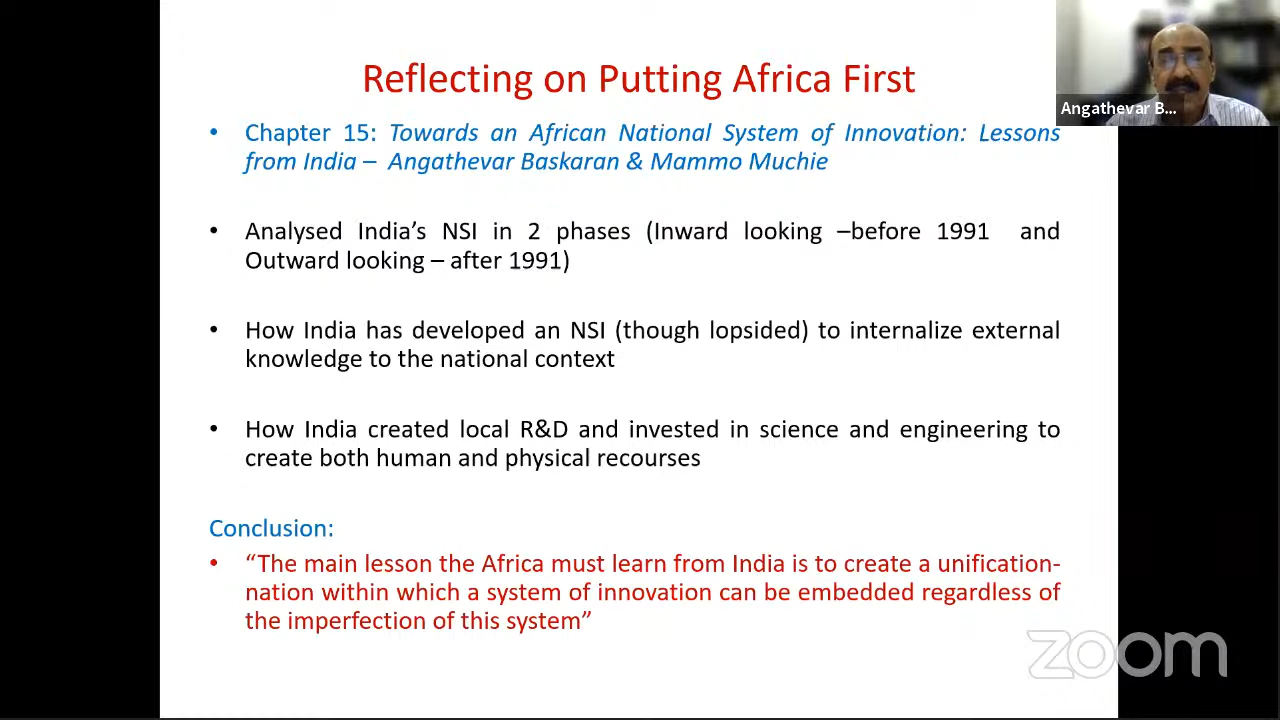 Reflecting on Putting Africa First
Angathevar B...
• Chapter 15: Towards an African National System of Innovation: Lessons
from India – Angathevar Baskaran & Mammo Muchie
• Analysed India's NSI in 2 phases (Inward looking –before 1991 and
Outward looking – after 1991)
• How India has developed an NSI (though lopsided) to internalize external
knowledge to the national context
• How India created local R&D and invested in science and engineering to
create both human and physical recourses
Conclusion:
• “The main lesson the Africa must learn from India is to create a unification-
nation within which a system of innovation can be embedded regardless of
the imperfection of this system”
zoom